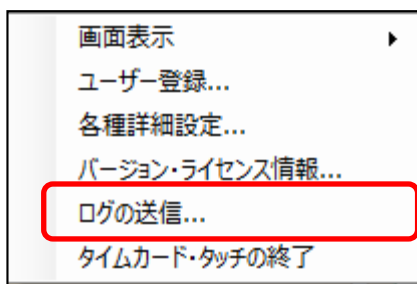 画面表示
ユーザー登録...
各種詳細設定...
バージョン・ライセンス情報...
ログの送信...
タイムカード・タッチの終了